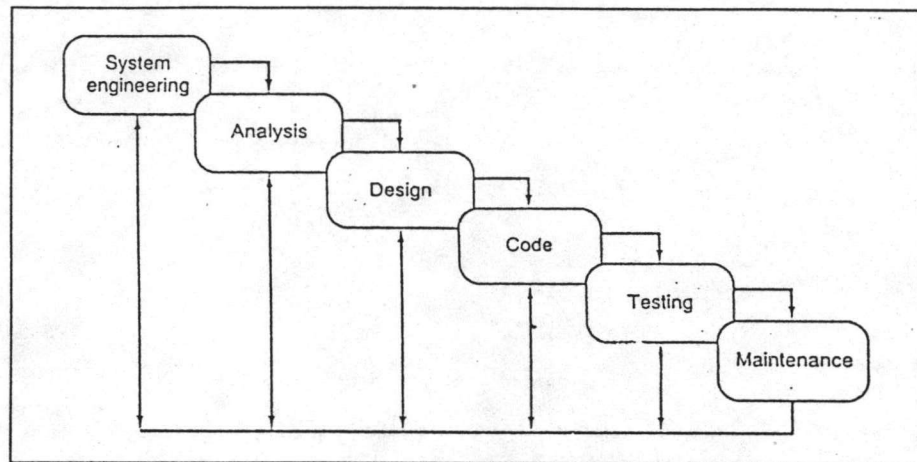 System
engineering
Analysis
Design
Code
Testing
Maintenance